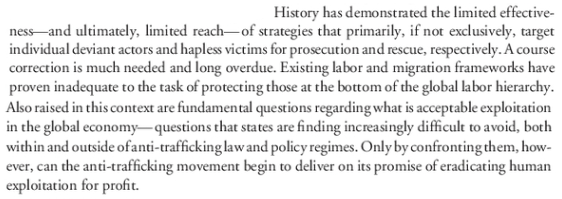 History has demonstrated the limited effective-
ness—and ultimately, limited reach—of strategies that primarily, if not exclusively, target
individual deviant actors and hapless victims for prosecution and rescue, respectively. A course
correction is much needed and long overdue. Existing labor and migration frameworks have
proven inadequate to the task of protecting those at the bottom of the global labor hierarchy.
Also raised in this context are fundamental questions regarding what is acceptable exploitation
in the global economy—questions that states are finding increasingly difficult to avoid, both
within and outside of anti-trafficking law and policy regimes. Only by confronting them, how-
ever, can the anti-trafficking movement begin to deliver on its promise of eradicating human
exploitation for profit.